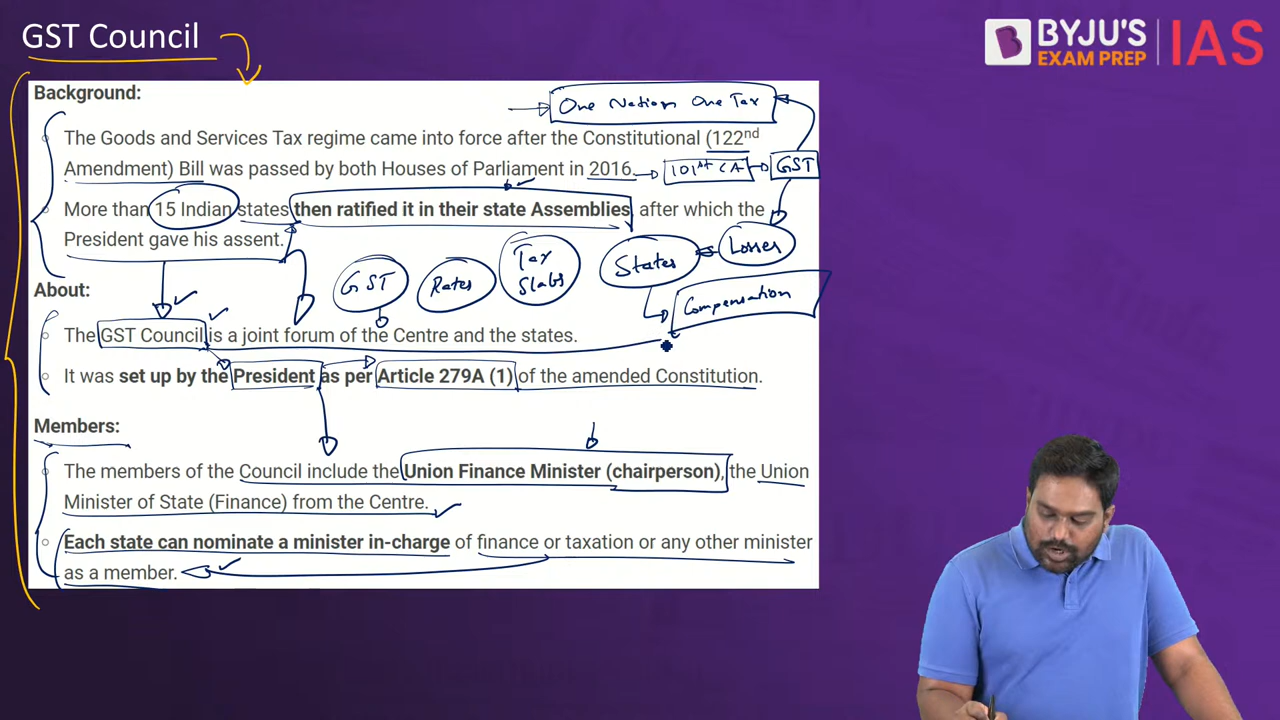 GST Council
BYJU'S
EXAM PREP
IAS
Background:
One Nation One Tax
The Goods and Services Tax regime came into force after the Constitutional (122nd
Amendment) Bill was passed by both Houses of Parliament in 2016.
101st CA
GST
More than 15 Indian states then ratified it in their state Assemblies, after which the
President gave his assent.
GST
Rates
Tax
Slabs
States
Losses
Compensation
About:
The GST Council is a joint forum of the Centre and the states.
It was set up by the President as per Article 279A (1) of the amended Constitution.
Members:
The members of the Council include the Union Finance Minister (chairperson), the Union
Minister of State (Finance) from the Centre.
Each state can nominate a minister in-charge of finance or taxation or any other minister
as a member.